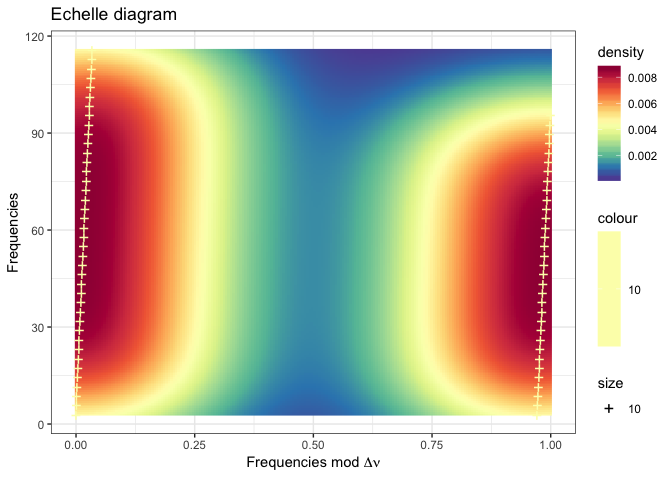 Echelle diagram
120
90
60
30
0
Frequencies
0.00 0.25 0.50 0.75 1.00
Frequencies mod Δν
density
0.008
0.006
0.004
0.002
colour
10
size
10